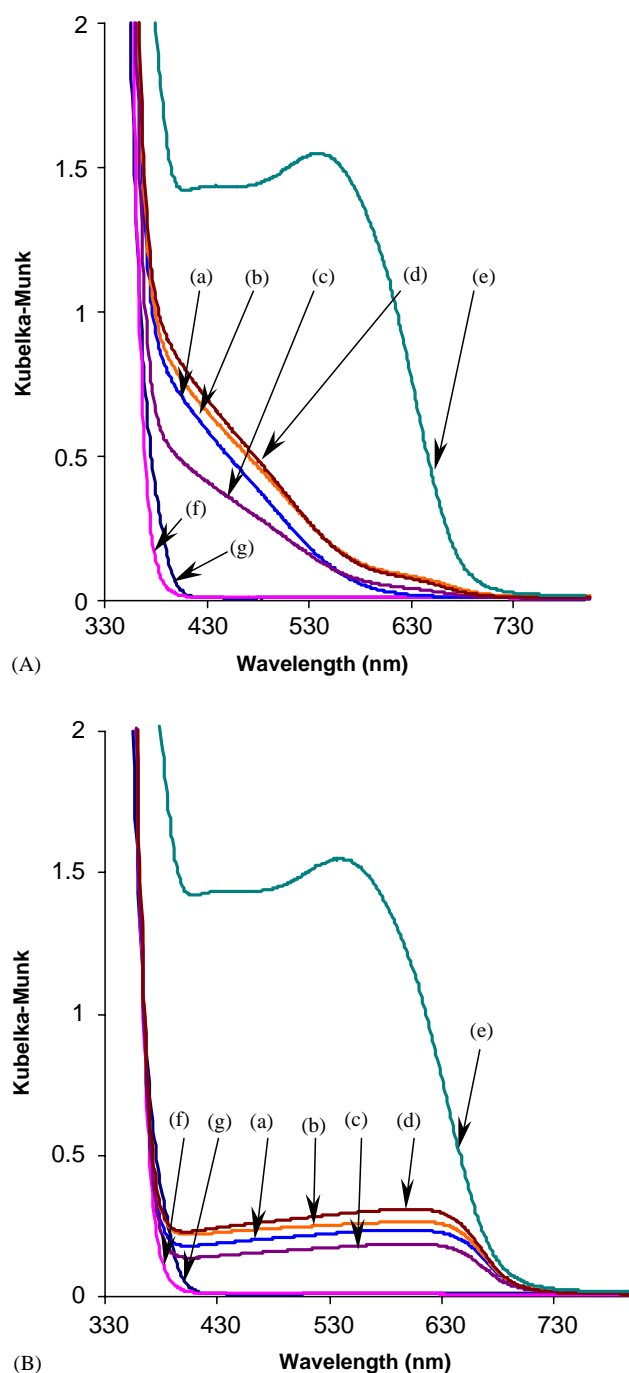 2
1.5
1
0.5
0
Kubelka-Munk
(a)
(b)
(c)
(d)
(e)
(f)
(g)
330
430
530
630
730
Wavelength (nm)
(A)
2
1.5
1
0.5
0
Kubelka-Munk
(e)
(f)
(g)
(a)
(b)
(c)
(d)
330
430
530
630
730
Wavelength (nm)
(B)